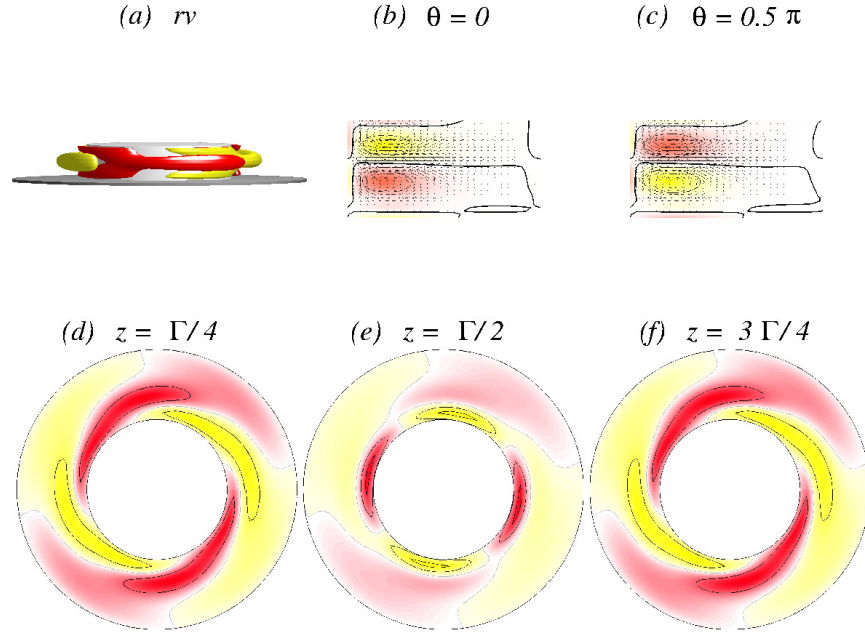 (a) rv (b) θ = 0 (c) θ = 0.5 π
(d) z = Γ/4 (e) z = Γ/2 (f) z = 3 Γ/4